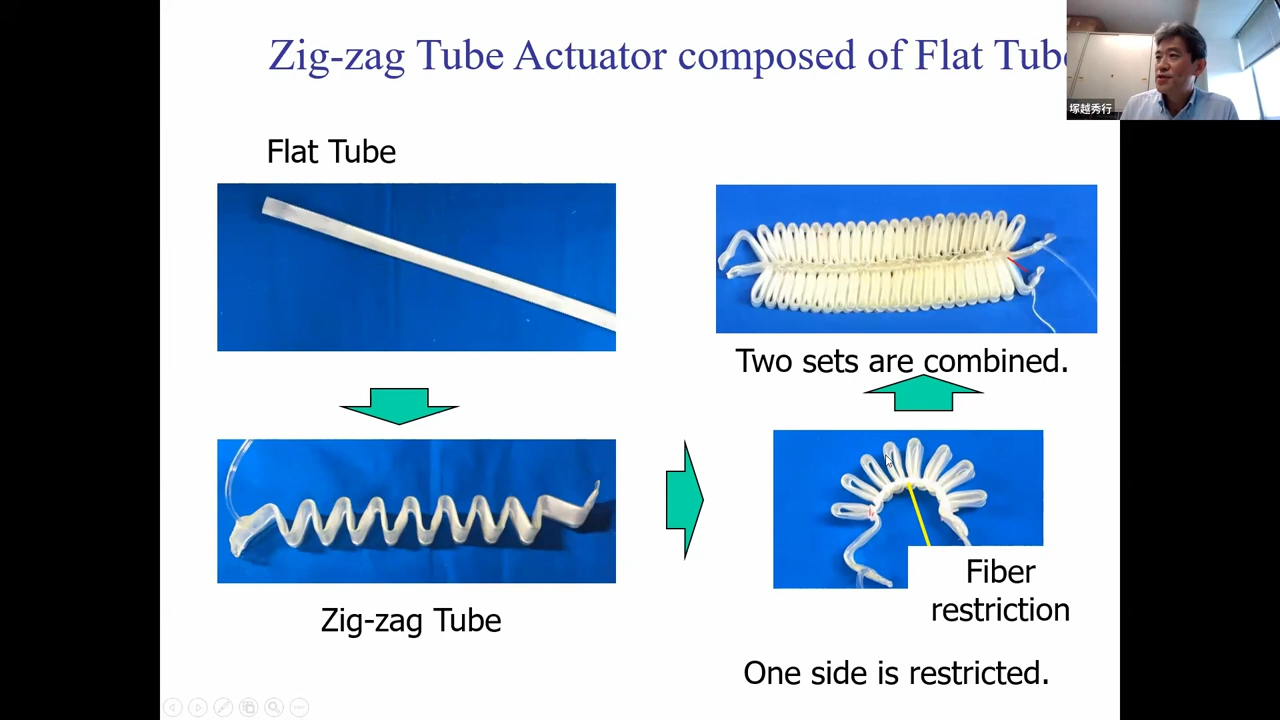 Zig-zag Tube Actuator composed of Flat Tube
塚越秀行
Flat Tube
Two sets are combined.
Zig-zag Tube
Fiber
restriction
One side is restricted.